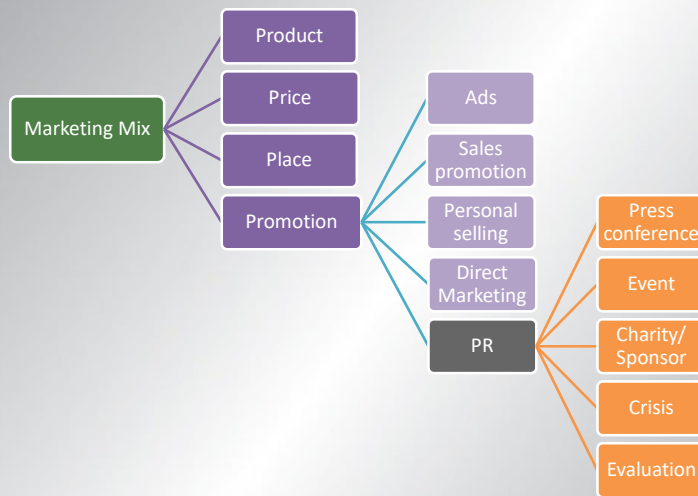 Marketing Mix
Product
Price
Place
Promotion
Ads
Sales
promotion
Personal
selling
Direct
Marketing
PR
Press
conference
Event
Charity/
Sponsor
Crisis
Evaluation